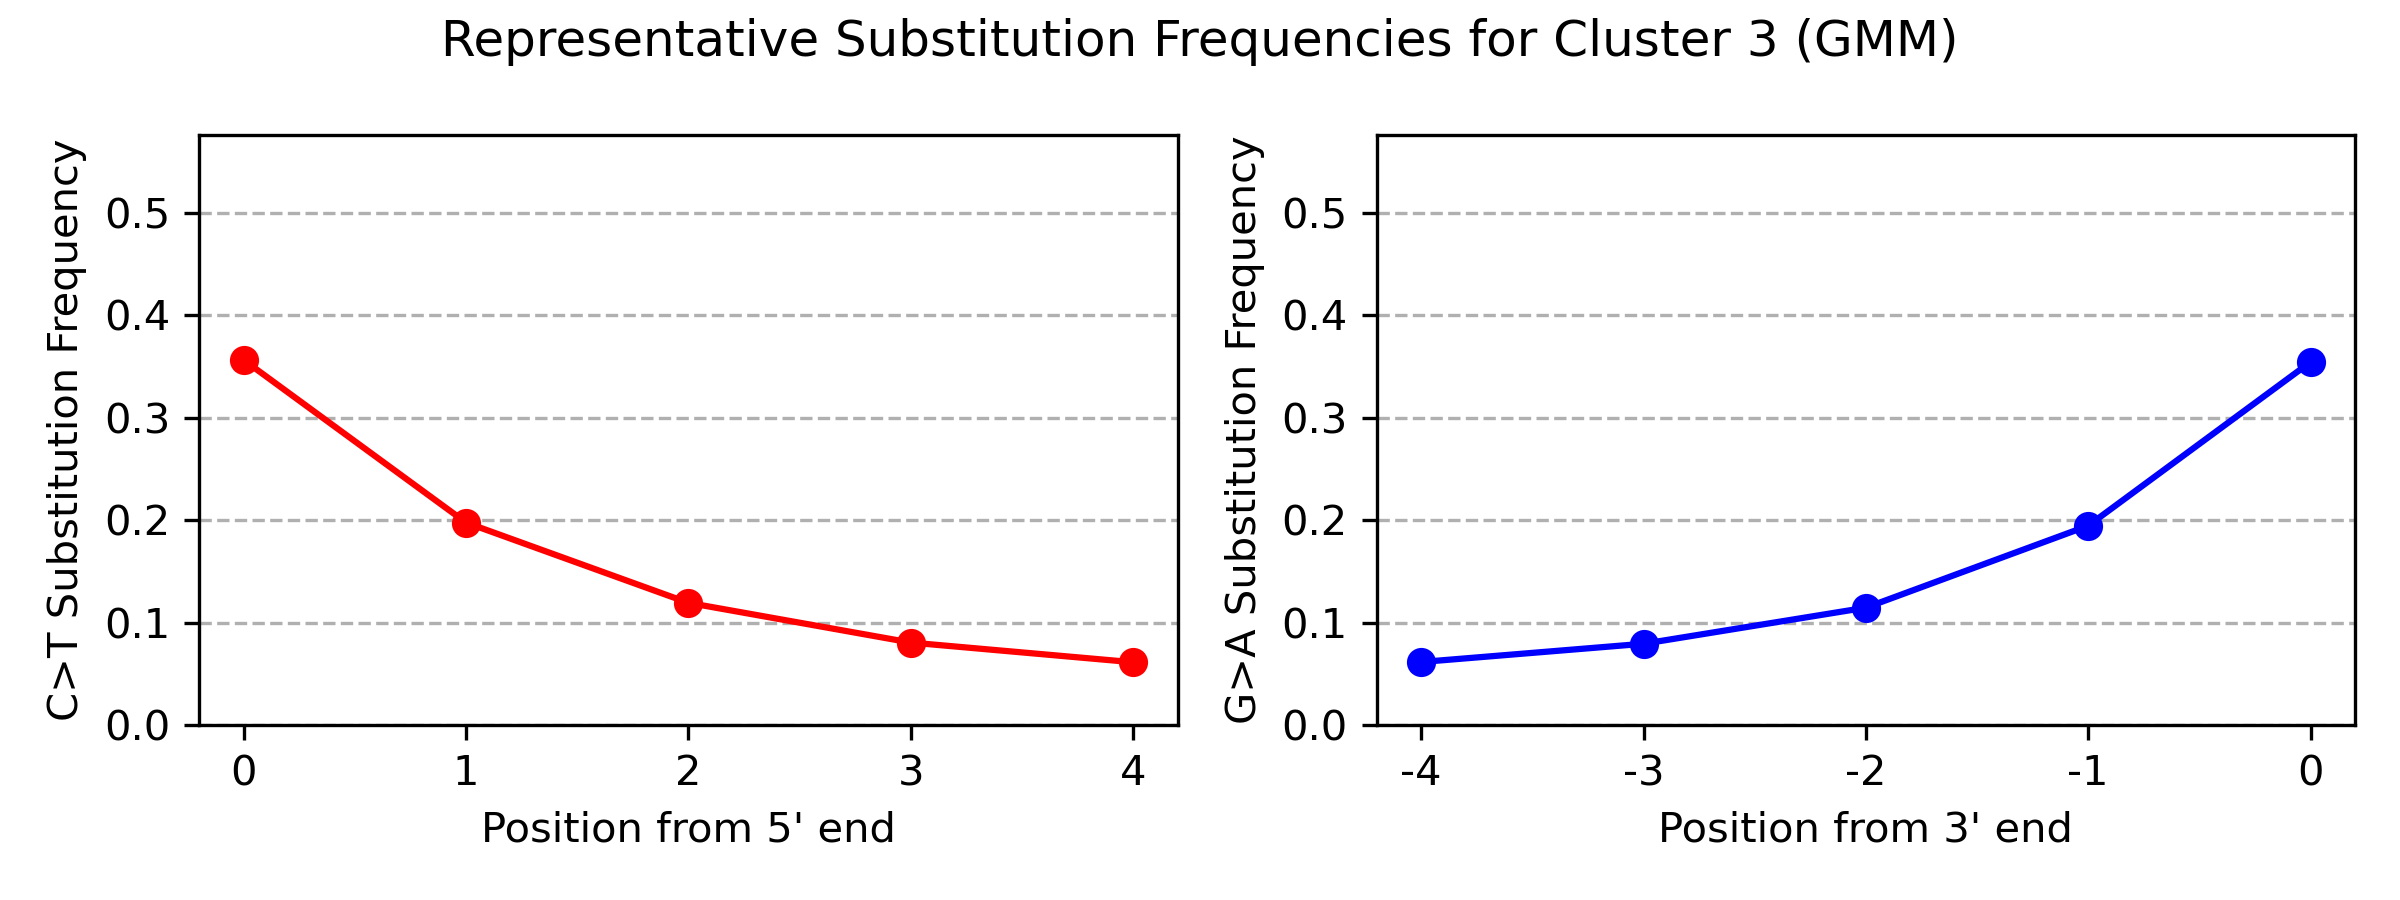 Representative Substitution Frequencies for Cluster 3 (GMM)
C>T Substitution Frequency
0.5
0.4
0.3
0.2
0.1
0.0
0 1 2 3 4
Position from 5' end
G>A Substitution Frequency
0.5
0.4
0.3
0.2
0.1
0.0
-4 -3 -2 -1 0
Position from 3' end